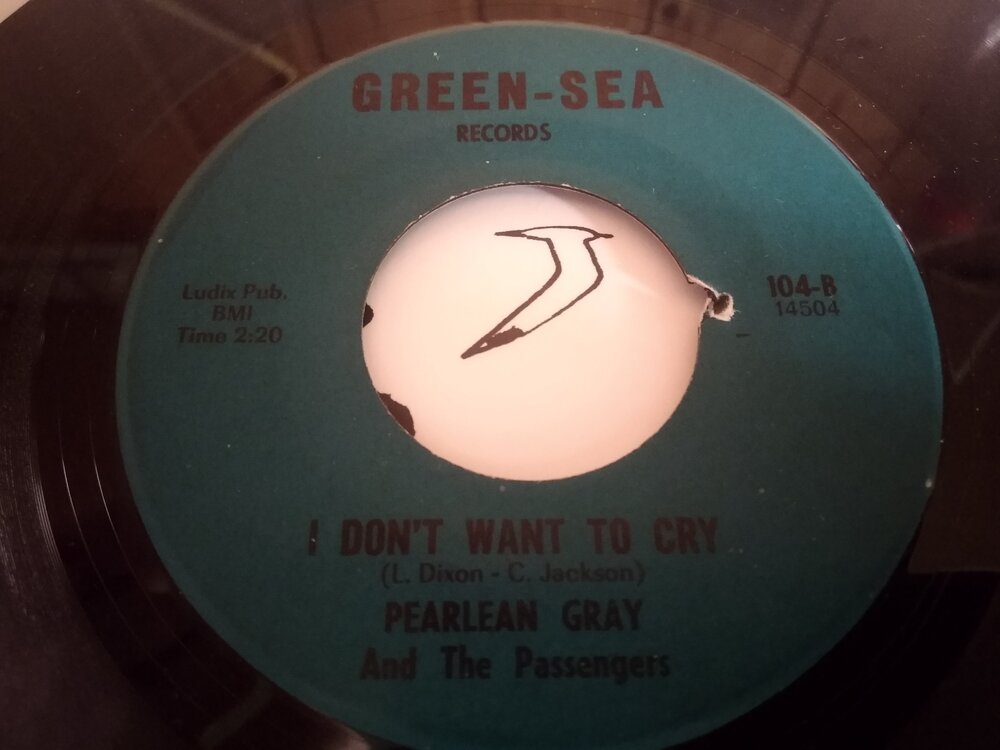 GREEN-SEA
RECORDS
Ludix Pub.
BMI
Time 2:20
104-B
14504
I DON'T WANT TO CRY
(L. Dixon - C. Jackson)
PEARLEAN GRAY
And The Passengers